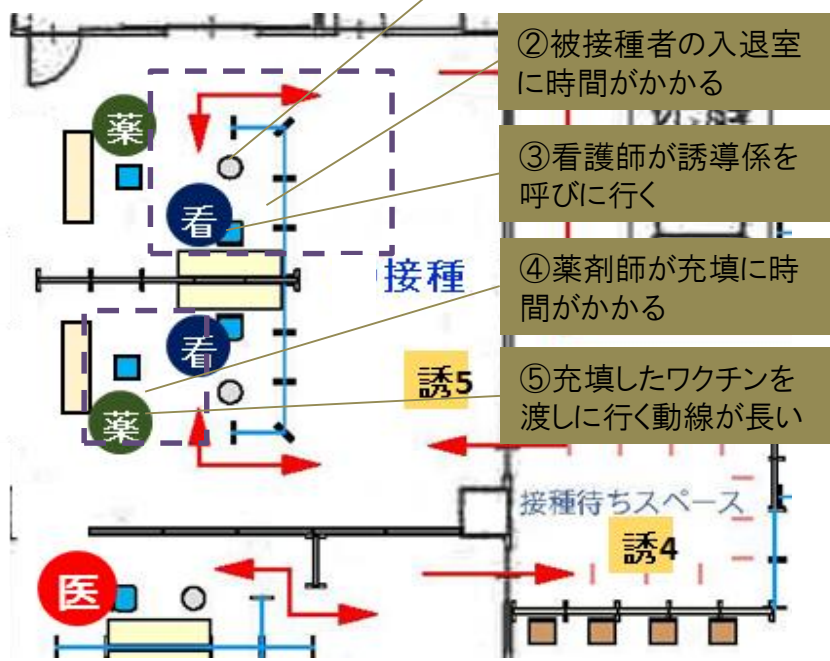 ②被接種者の入退室
に時間がかかる
薬
③看護師が誘導係を
呼びに行く
看
④薬剤師が充填に時
間がかかる
接種
看
誘5
⑤充填したワクチンを
渡しに行く動線が長い
薬
接種待ちスペース
誘4
医